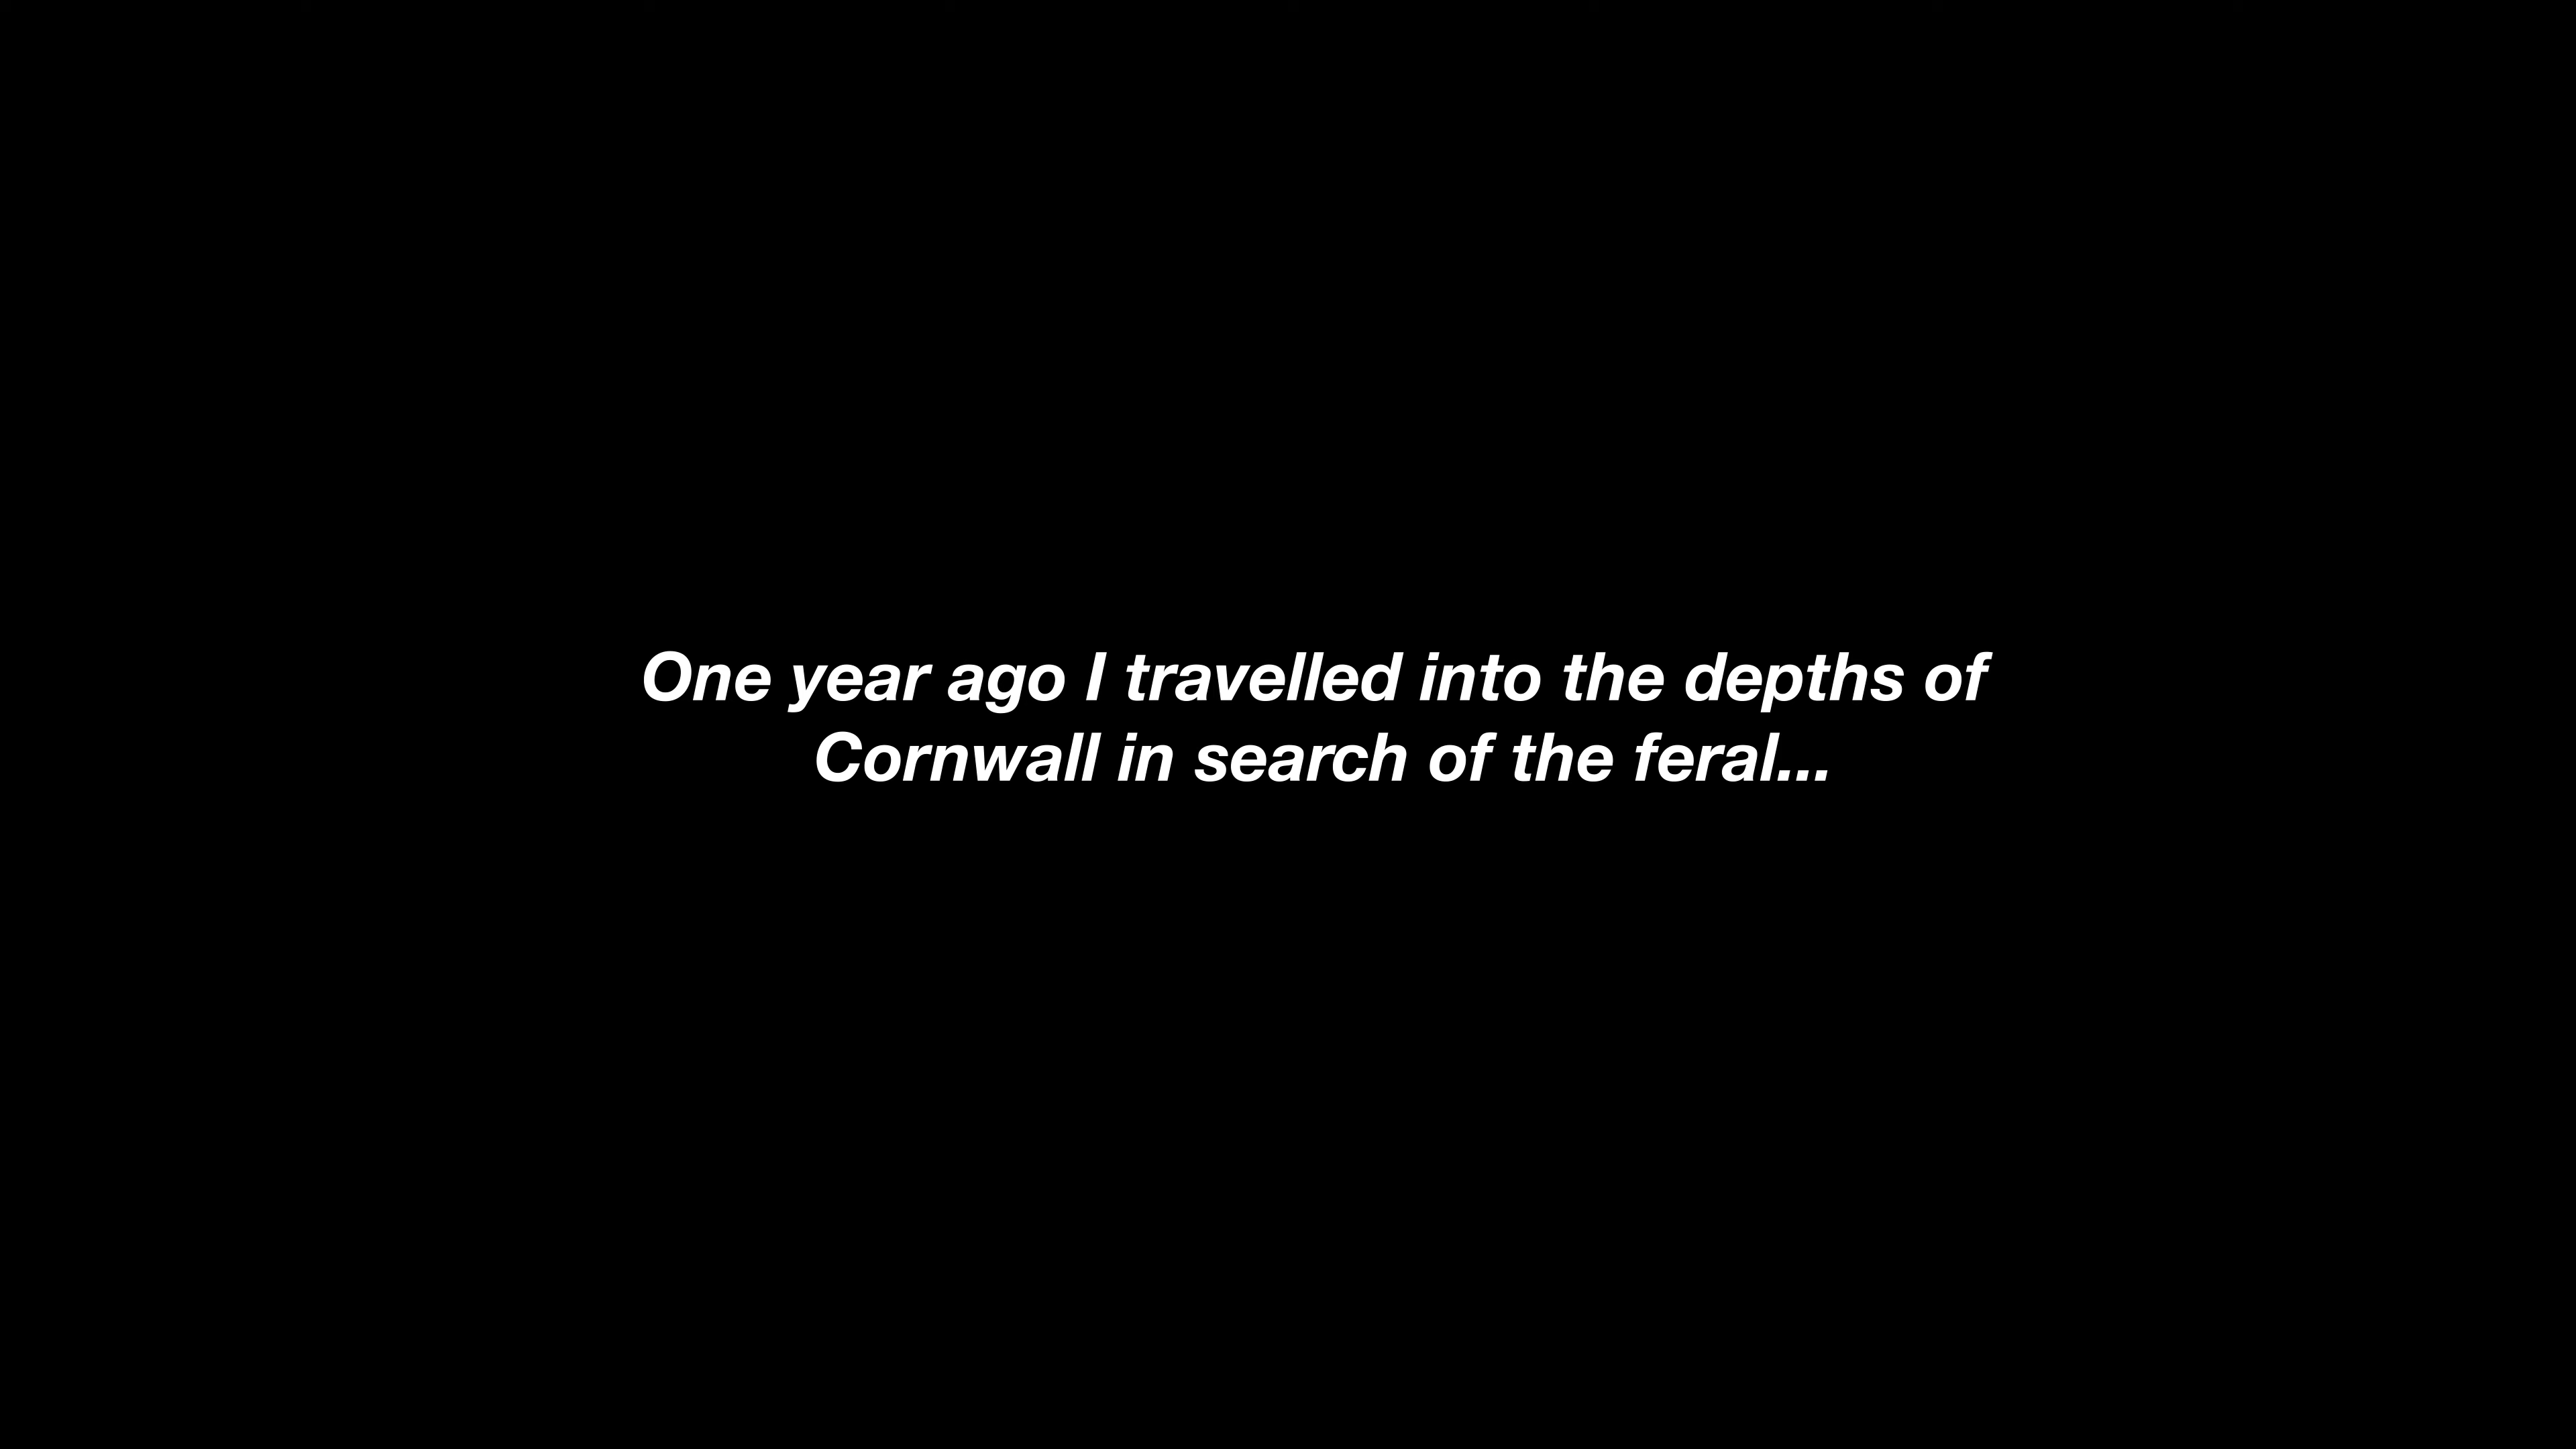 One year ago I travelled into the depths of
Cornwall in search of the feral...